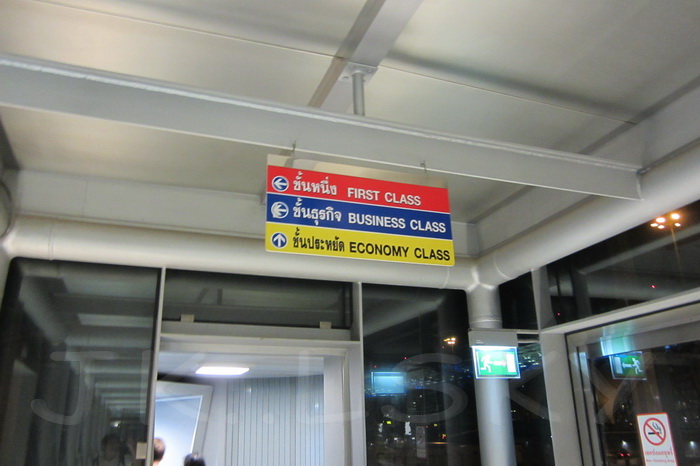 ชั้นหนึ่ง FIRST CLASS
ชั้นธุรกิจ BUSINESS CLASS
ชั้นประหยัด ECONOMY CLASS